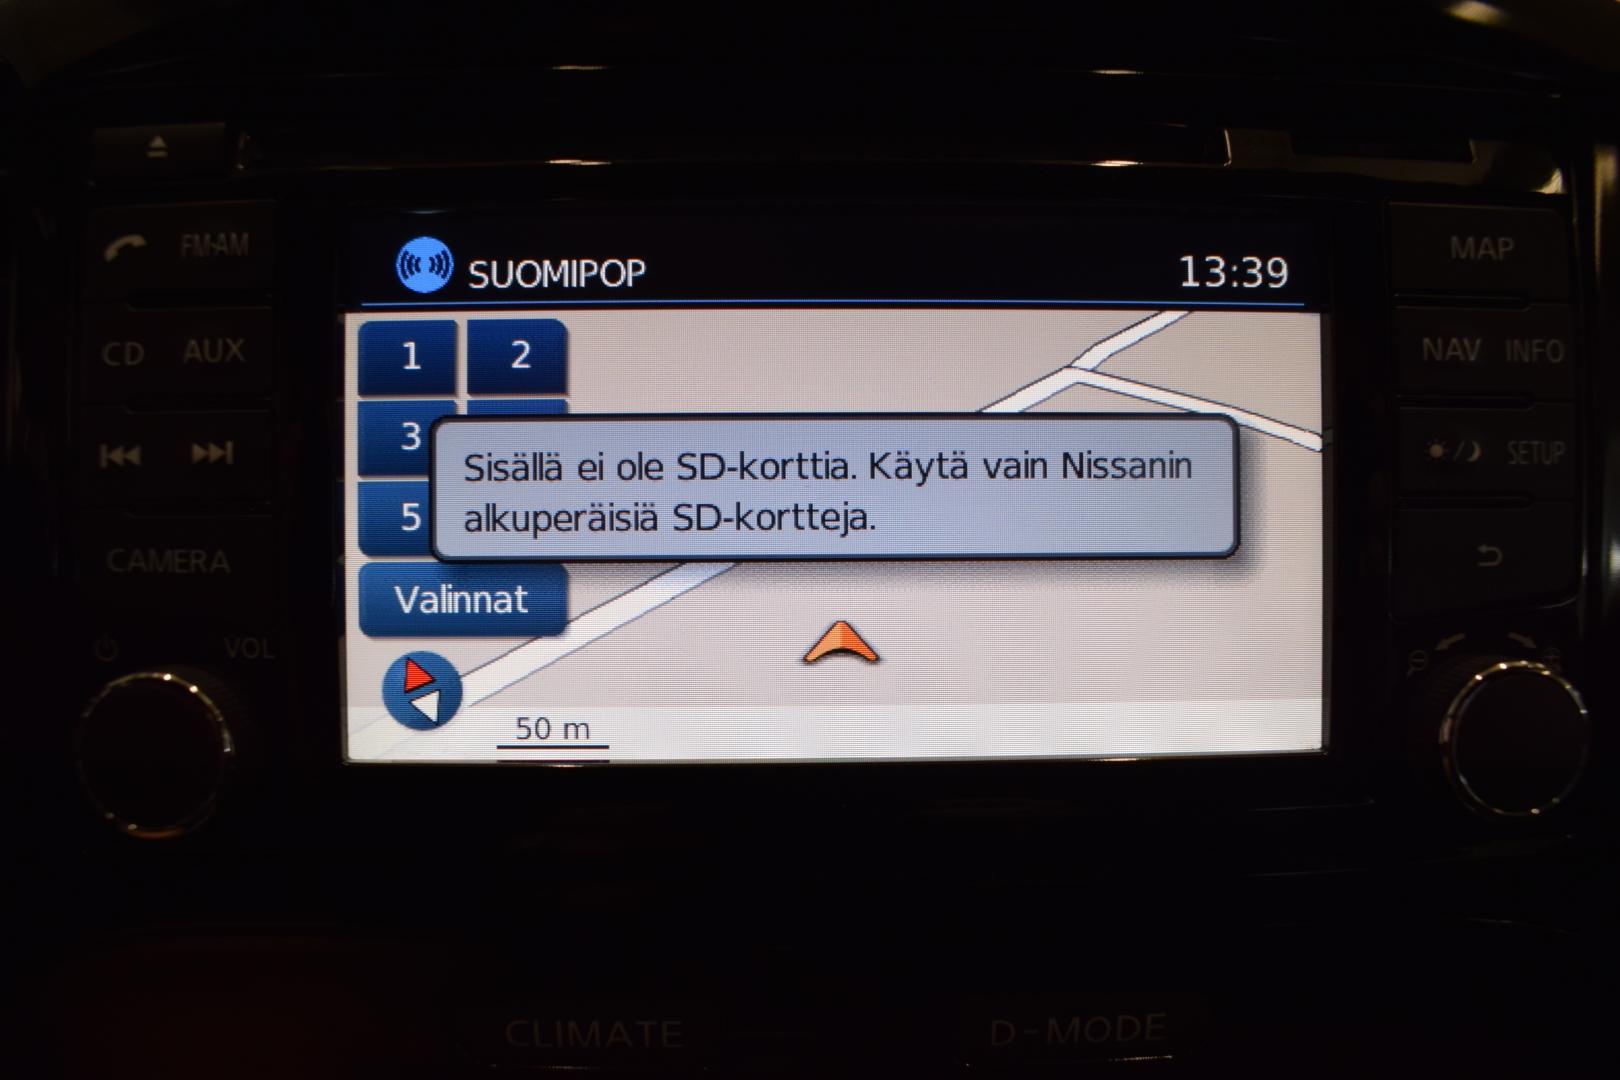 FM·AM
SUOMIPOP
13:39
MAP
CD AUX
1 2
NAV INFO
3
Sisällä ei ole SD-korttia. Käytä vain Nissanin
alkuperäisiä SD-kortteja.
SETUP
5
CAMERA
Valinnat
VOL
50 m
CLIMATE
D-MODE